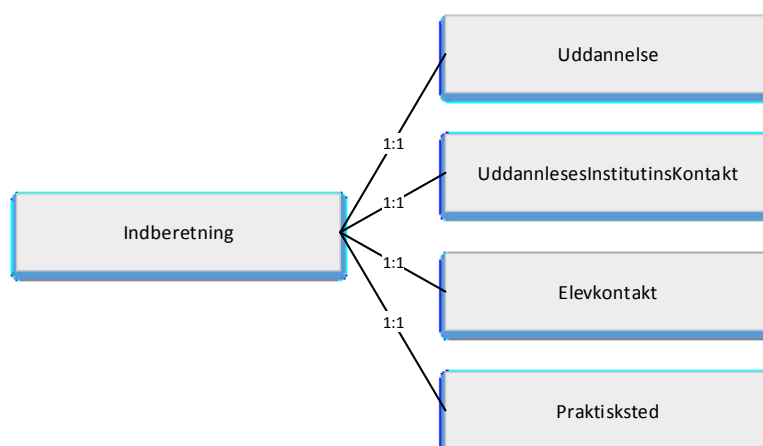 Uddannelse
1:1
UddannlesesInstitutinsKontakt
1:1
Indberetning
1:1
Elevkontakt
1:1
Praktisksted